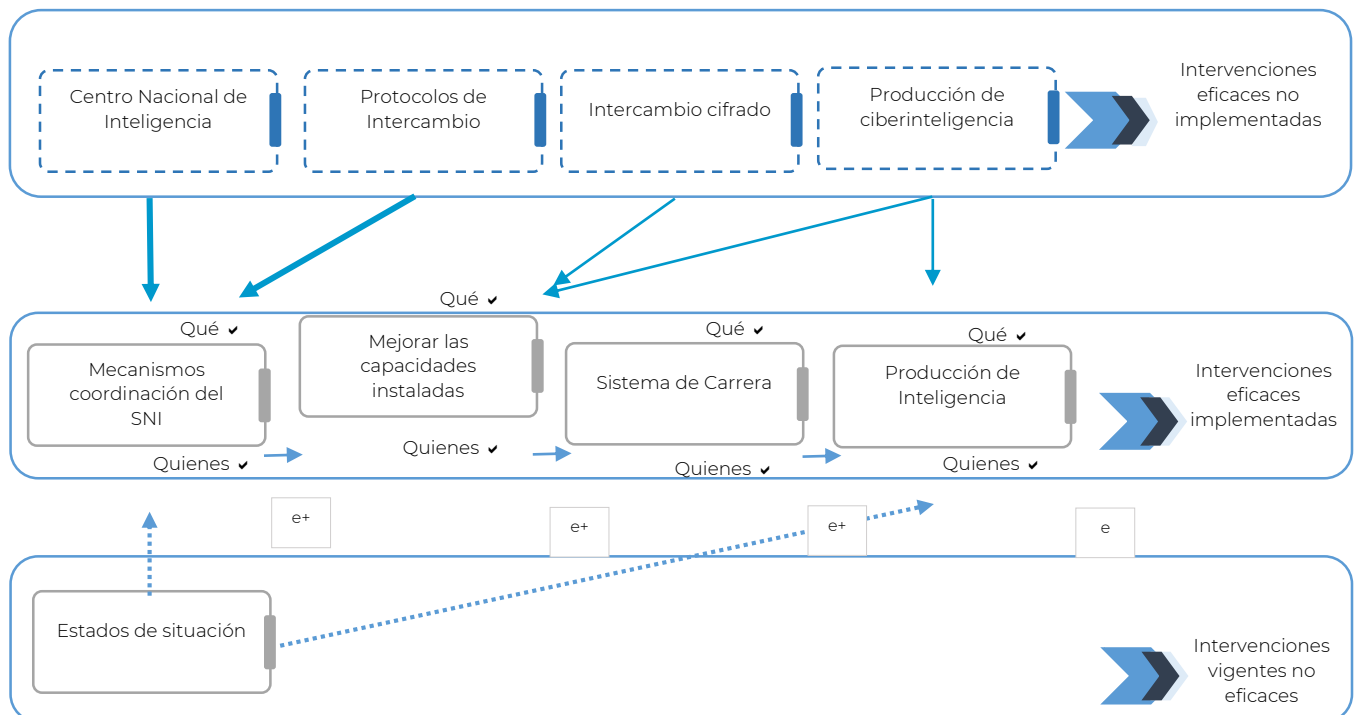 Centro Nacional de
Inteligencia
Protocolos de
Intercambio
Intercambio cifrado
Producción de
ciberinteligencia
Intervenciones
eficaces no
implementadas
Qué ✔
Mecanismos
coordinación del
SNI
Quienes ✔
Qué ✔
Mejorar las
capacidades
instaladas
Quienes ✔
Qué ✔
Sistema de Carrera
Quienes ✔
Qué ✔
Producción de
Inteligencia
Quienes ✔
Intervenciones
eficaces
implementadas
e+
e+
e+
e
Estados de situación
Intervenciones
vigentes no
eficaces